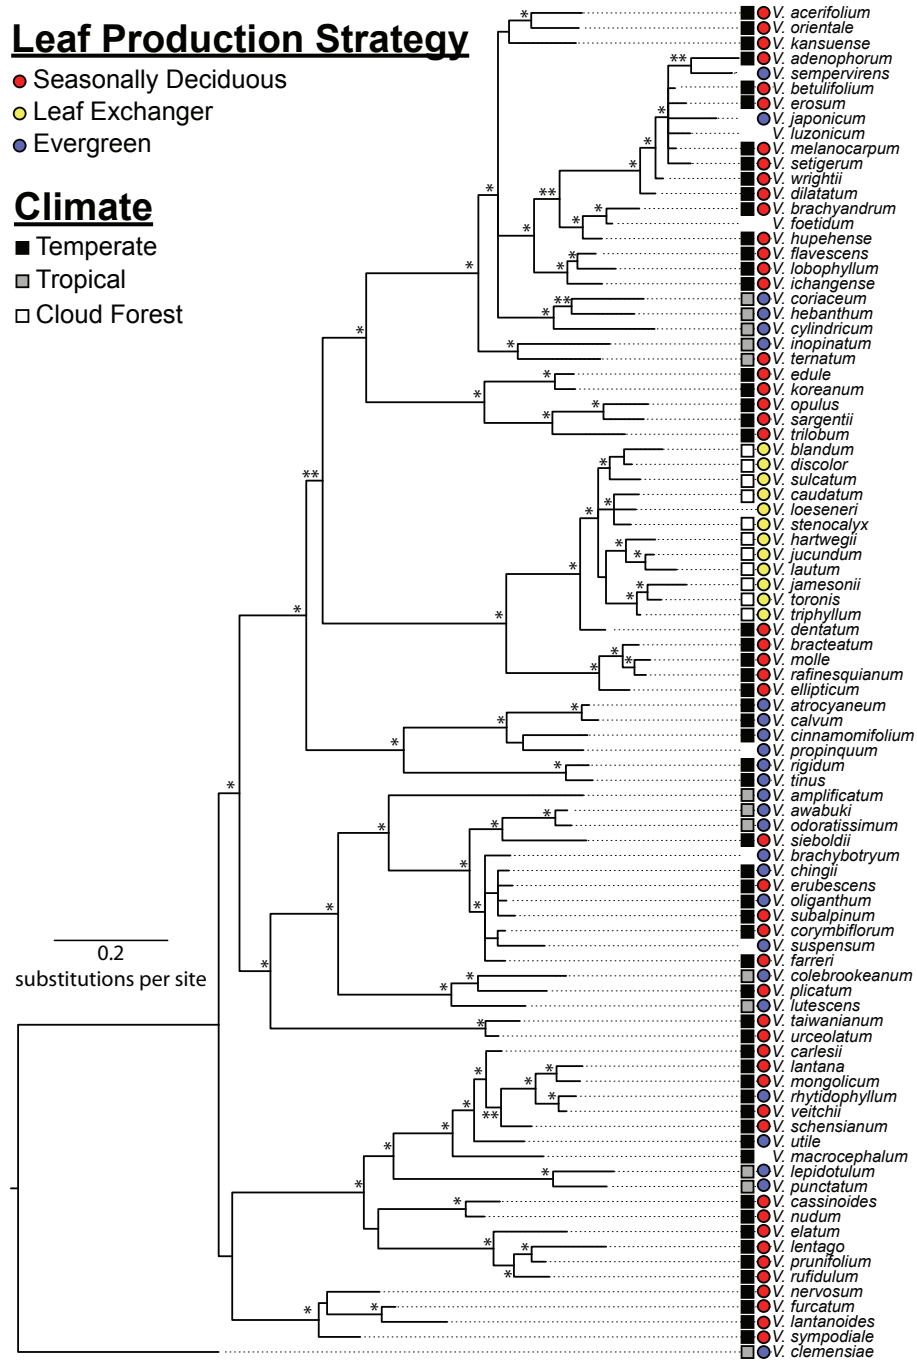 Leaf Production Strategy
Seasonally Deciduous
Leaf Exchanger
Evergreen
Climate
Temperate
Tropical
Cloud Forest
0.2
substitutions per site
V. acerifolium
V. orientale
V. kansuense
V. adenophorum
V. sempervirens
V. betulifolium
V. erosum
V. japonicum
V. luzonicum
V. melanocarpum
V. setigerum
V. wrightii
V. dilatatum
V. brachyandrum
V. foetidum
V. hupehense
V. flavescens
V. lobophyllum
V. ichangense
V. coriaceum
V. hebanthum
V. cylindricum
V. inopinatum
V. ternatum
V. edule
V. koreanum
V. opulus
V. sargentii
V. trilobum
V. blandum
V. discolor
V. sulcatum
V. caudatum
V. loeseneri
V. stenocalyx
V. hartwegii
V. jucundum
V. lautum
V. jamesonii
V. toronis
V. triphyllum
V. dentatum
V. bracteatum
V. molle
V. rafinesquianum
V. ellipticum
V. atrocyaneum
V. calvum
V. cinnamomifolium
V. propinquum
V. rigidum
V. tinus
V. amplificatum
V. awabuki
V. odoratissimum
V. sieboldii
V. brachybotryum
V. chingii
V. erubescens
V. oliganthum
V. subalpinum
V. corymbiflorum
V. suspensum
V. farreri
V. colebrookeanum
V. plicatum
V. lutescens
V. taiwanianum
V. urceolatum
V. carlesii
V. lantana
V. mongolicum
V. rhytidophyllum
V. veitchii
V. schensianum
V. utile
V. macrocephalum
V. lepidotulum
V. punctatum
V. cassinoides
V. nudum
V. elatum
V. lentago
V. prunifolium
V. rufidulum
V. nervosum
V. furcatum
V. lantanoides
V. sympodiale
V. clemensiae